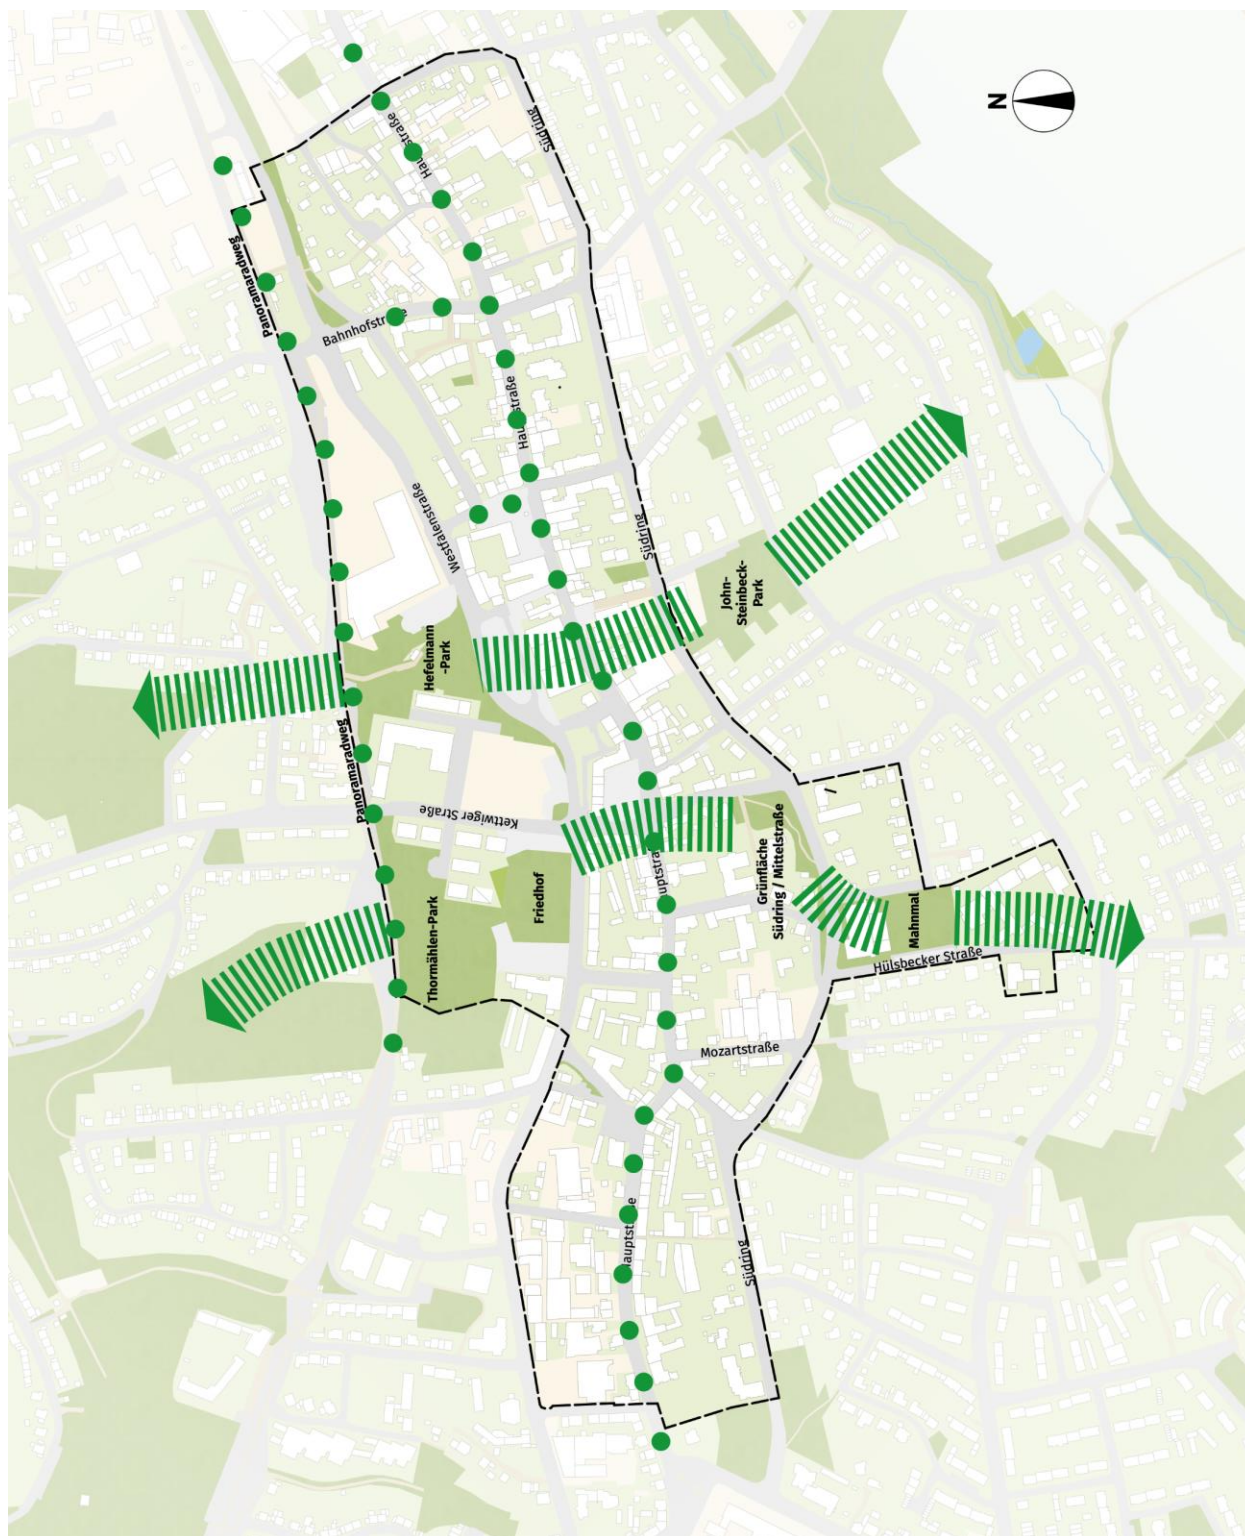 N
Hauptstraße
Südring
Panoramaradweg
Bahnhofstraße
Hauptstraße
Westfalenstraße
Südring
John-
Steinbeck-
Park
Hefelmann
-Park
Panoramaradweg
Kettwiger Straße
Hauptstraße
Grünfläche
Südring / Mittelstraße
Friedhof
Thormählen-Park
Mahnmal
Hülsbecker Straße
Mozartstraße
Hauptstraße
Südring